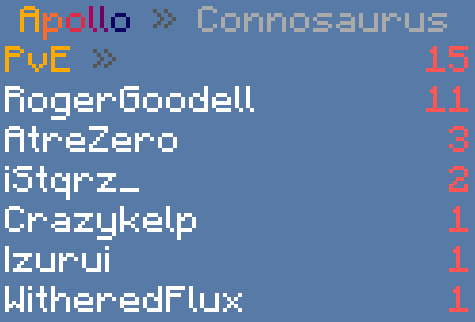 Apollo » Connosaurus
PvE » 15
RogerGoodell 11
AtreZero 3
iStqrz_ 2
Crazykelp 1
Izurui 1
WitheredFlux 1